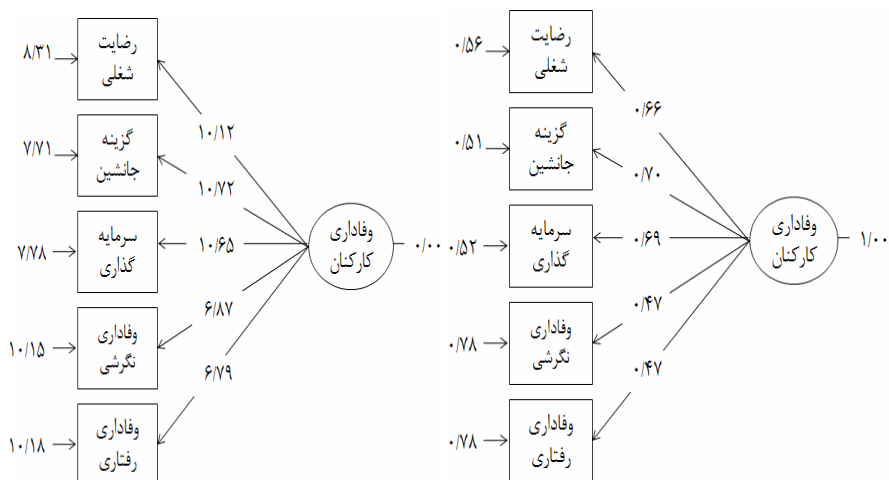 رضایت
شغلی
۸/۳۱
۱۰/۱۲
گزینه
جانشین
۷/۷۱
۱۰/۷۲
سرمایه
گذاری
۷/۷۸
۱۰/۶۵
وفاداری
نگرشی
۱۰/۱۵
۶/۸۷
وفاداری
رفتاری
۱۰/۱۸
۶/۷۹
وفاداری
کارکنان
۰/۰۰
رضایت
شغلی
۰/۵۶
۰/۶۶
گزینه
جانشین
۰/۵۱
۰/۷۰
سرمایه
گذاری
۰/۵۲
۰/۶۹
وفاداری
نگرشی
۰/۷۸
۰/۴۷
وفاداری
رفتاری
۰/۷۸
۰/۴۷
وفاداری
کارکنان
۱/۰۰